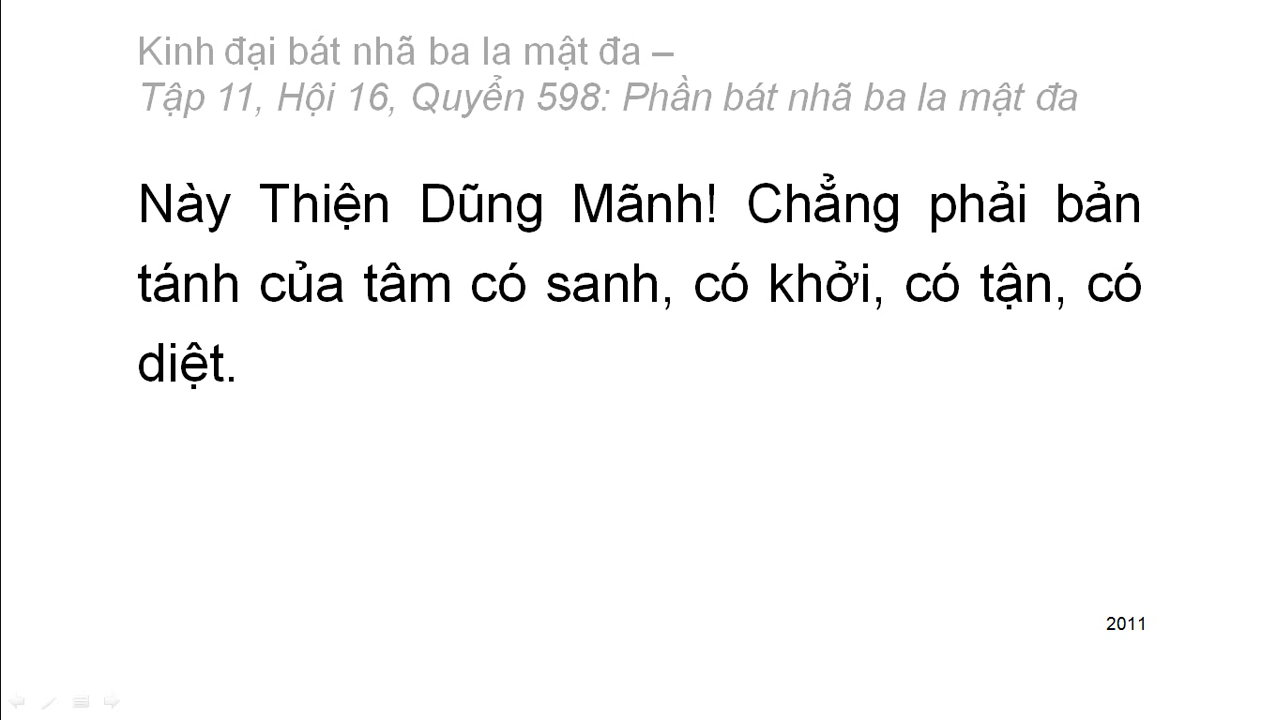 Kinh đại bát nhã ba la mật đa –
Tập 11, Hội 16, Quyển 598: Phần bát nhã ba la mật đa
Này Thiện Dũng Mãnh! Chẳng phải bản
tánh của tâm có sanh, có khởi, có tận, có
diệt.
2011